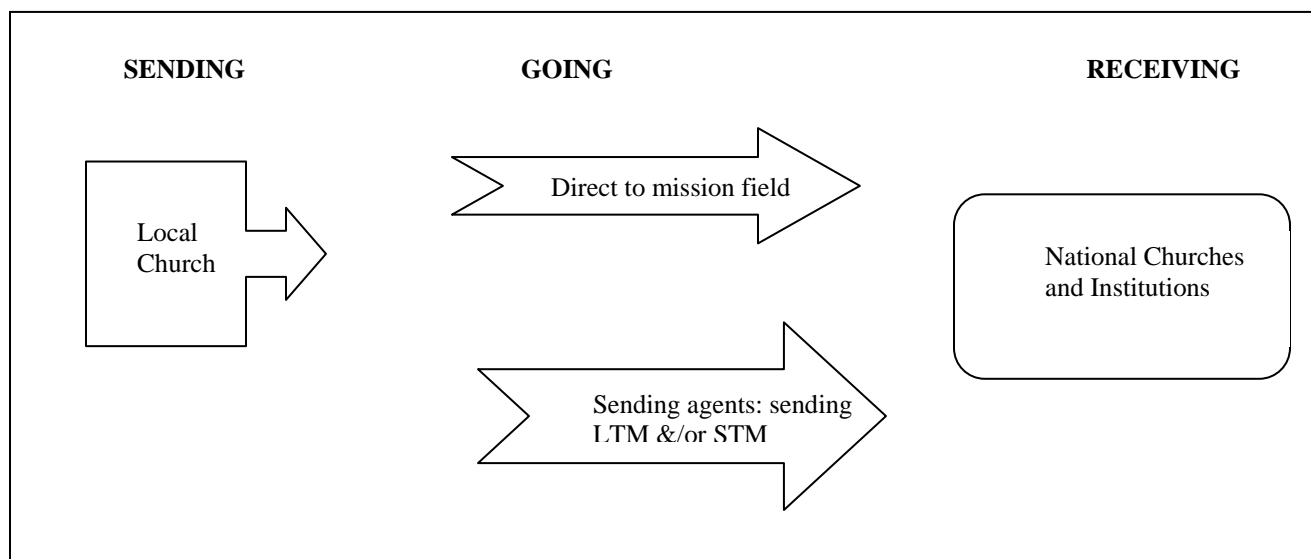 SENDING
GOING
RECEIVING
Direct to mission field
Local
Church
National Churches
and Institutions
Sending agents: sending
LTM &/or STM